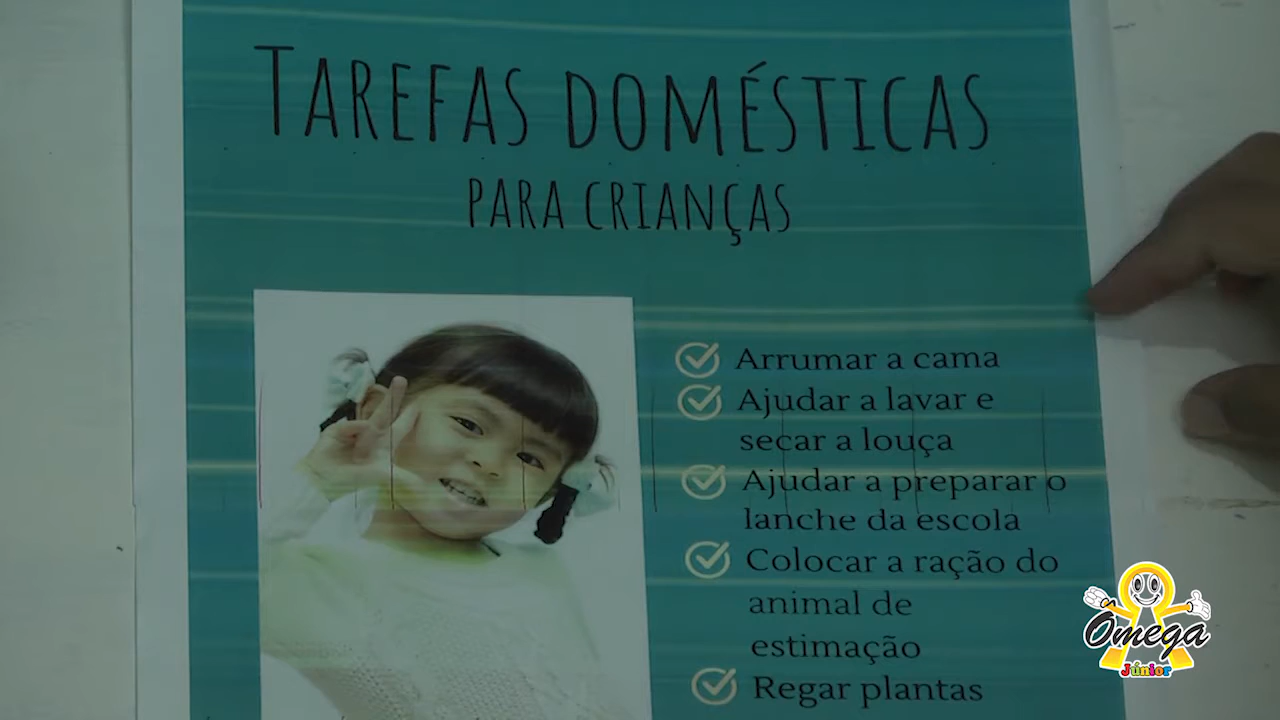 TAREFAS DOMÉSTICAS
PARA CRIANÇAS
Arrumar a cama
Ajudar a lavar e
secar a louça
Ajudar a preparar o
lanche da escola
Colocar a ração do
animal de
estimação
Regar plantas
Omega
Júnior